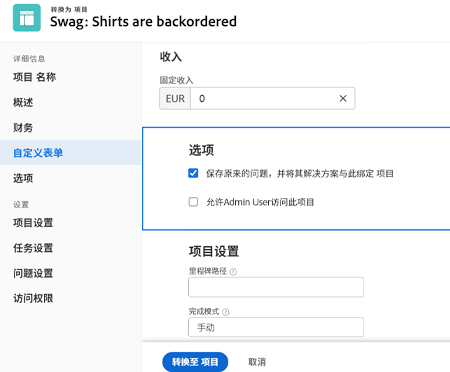 转换为 项目
Swag: Shirts are backordered
详细信息
项目 名称
概述
财务
自定义表单
选项
设置
项目设置
任务设置
问题设置
访问权限
收入
固定收入
EUR 0
选项
保存原来的问题，并将其解决方案与此绑定 项目
允许Admin User访问此项目
项目设置
里程碑路径
完成模式
手动
转换至 项目 取消